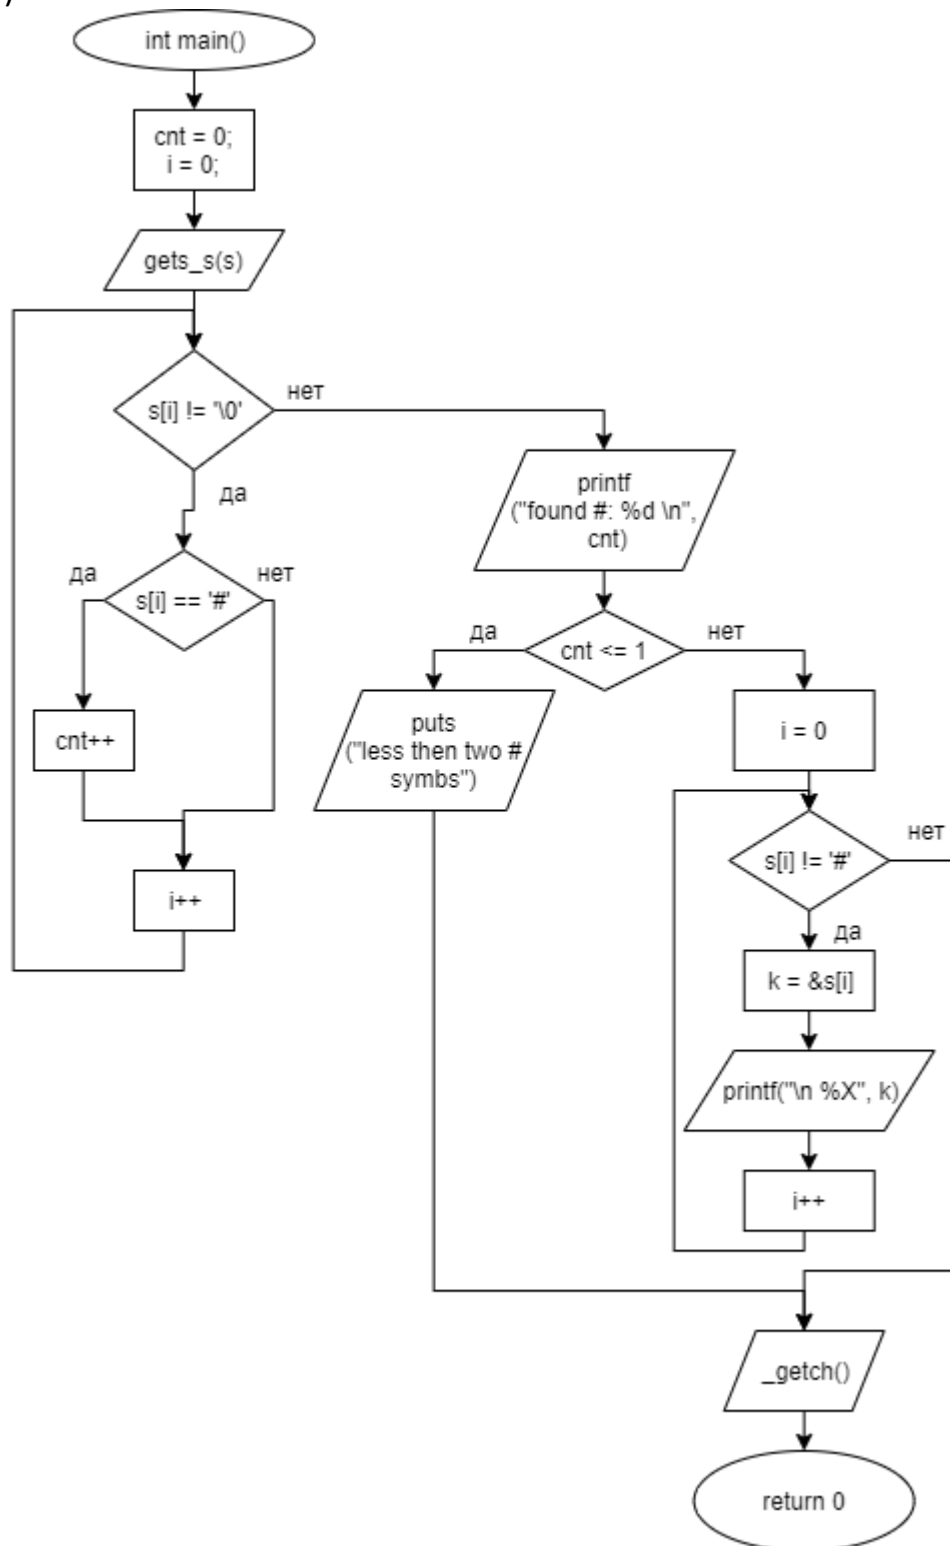 )
int main()
cnt = 0;
i = 0;
gets_s(s)
s[i] != '\0'
нет
да
s[i] == '#'
да
нет
cnt++
i++
printf
("found #: %d \n",
cnt)
cnt <= 1
да
нет
puts
("less then two #
symbs")
i = 0
s[i] != '#'
нет
да
k = &s[i]
printf("\n %X", k)
i++
_getch()
return 0